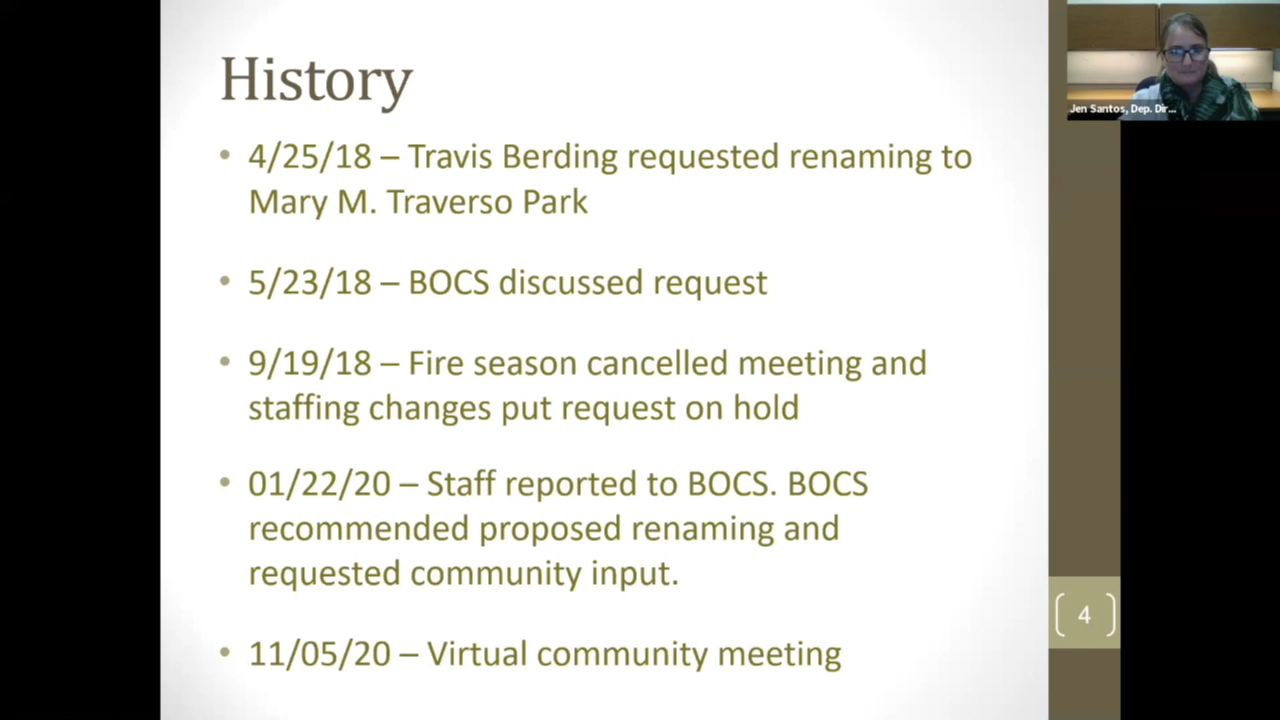 History
• 4/25/18 – Travis Berding requested renaming to
Mary M. Traverso Park
• 5/23/18 – BOCS discussed request
• 9/19/18 – Fire season cancelled meeting and
staffing changes put request on hold
• 01/22/20 – Staff reported to BOCS. BOCS
recommended proposed renaming and
requested community input.
• 11/05/20 – Virtual community meeting
4
Jen Santos, Dep. Dir...